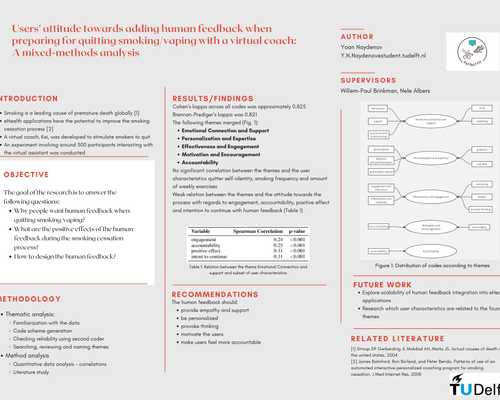 Users' attitude towards adding human feedback when
preparing for quitting smoking/vaping with a virtual coach:
A mixed-methods analysis
AUTHOR
Yoan Naydenov
Y.N.Naydenov@student.tudelft.nl
SUPERVISORS
Willem-Paul Brinkman, Nele Albers
NTRODUCTION
Smoking is a leading cause of premature death globally [1]
eHealth applications have the potential to improve the smoking
cessation process [2]
A virtual coach, Kai, was developed to stimulate smokers to quit
An experiment involving around 500 participants interacting with
the virtual assistant was conducted
OBJECTIVE
The goal of the research is to answer the
following questions:
Why people want human feedback when
quitting smoking/vaping?
What are the positive effects of the human
feedback during the smoking cessation
process?
How to design the human feedback?
METHODOLOGY
Thematic analysis:
Familiarization with the data
Code scheme generation
Checking reliability using second coder
Searching, reviewing and naming themes
Method analysis
Quantitative data analysis - correlations
Literature study
RESULTS/FINDINGS
Cohen's kappa across all codes was approximately 0.825
Brennan-Prediger's kappa was 0.821
The following themes merged (Fig. 1):
Emotional Connection and Support
Personalization and Expertise
Effectiveness and Engagement
Motivation and Encouragement
Accountability
No significant correlation between the themes and the user
characteristics quitter self-identity, smoking frequency and amount
of weekly exercises
Weak relation between the themes and the attitude towards the
process with regards to engagement, accountability, positive effect
and intention to continue with human feedback (Table 1)
Variable Spearman Correlation p-value
engagement 0.24 <0.001
accountability 0.25 <0.001
positive effect 0.31 <0.001
intent to continue 0.31 <0.001
Table 1: Relation between the theme Emotional Connection and
support and subset of user characteristics
RECOMMENDATIONS
The human feedback should:
provide empathy and support
be personalized
provoke thinking
motivate the users
make users feel more accountable
Figure 1: Distribution of codes according to themes
FUTURE WORK
Explore scalability of human feedback integration into eHe
applications
Research which user characteristics are related to the foun
themes
RELATED LITERATURE
[1] Group EF Gerberding JL Mokdad AH, Marks JS. Actual causes of death in
the united states. 2004
[2] James Balsford, Ron Borland, and Peter Benda. Patterns of use of an
automated interactive personalized coaching program for smoking
cessation. J Med Internet Res, 2008
TUDelf